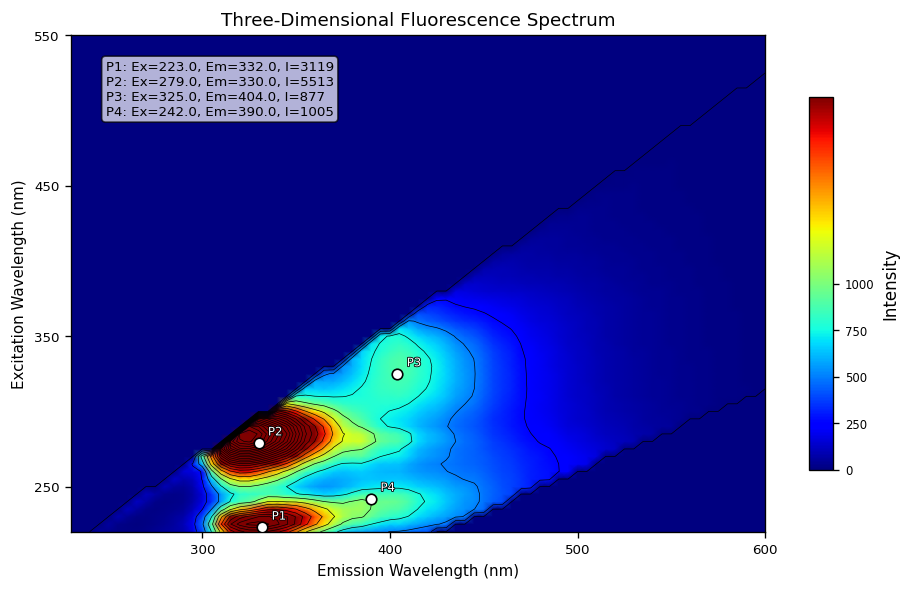 Three-Dimensional Fluorescence Spectrum
550
450
350
250
Excitation Wavelength (nm)
P1: Ex=223.0, Em=332.0, I=3119
P2: Ex=279.0, Em=330.0, I=5513
P3: Ex=325.0, Em=404.0, I=877
P4: Ex=242.0, Em=390.0, I=1005
P3
P2
P4
P1
300
400
500
600
Emission Wavelength (nm)
1000
750
500
250
0
Intensity